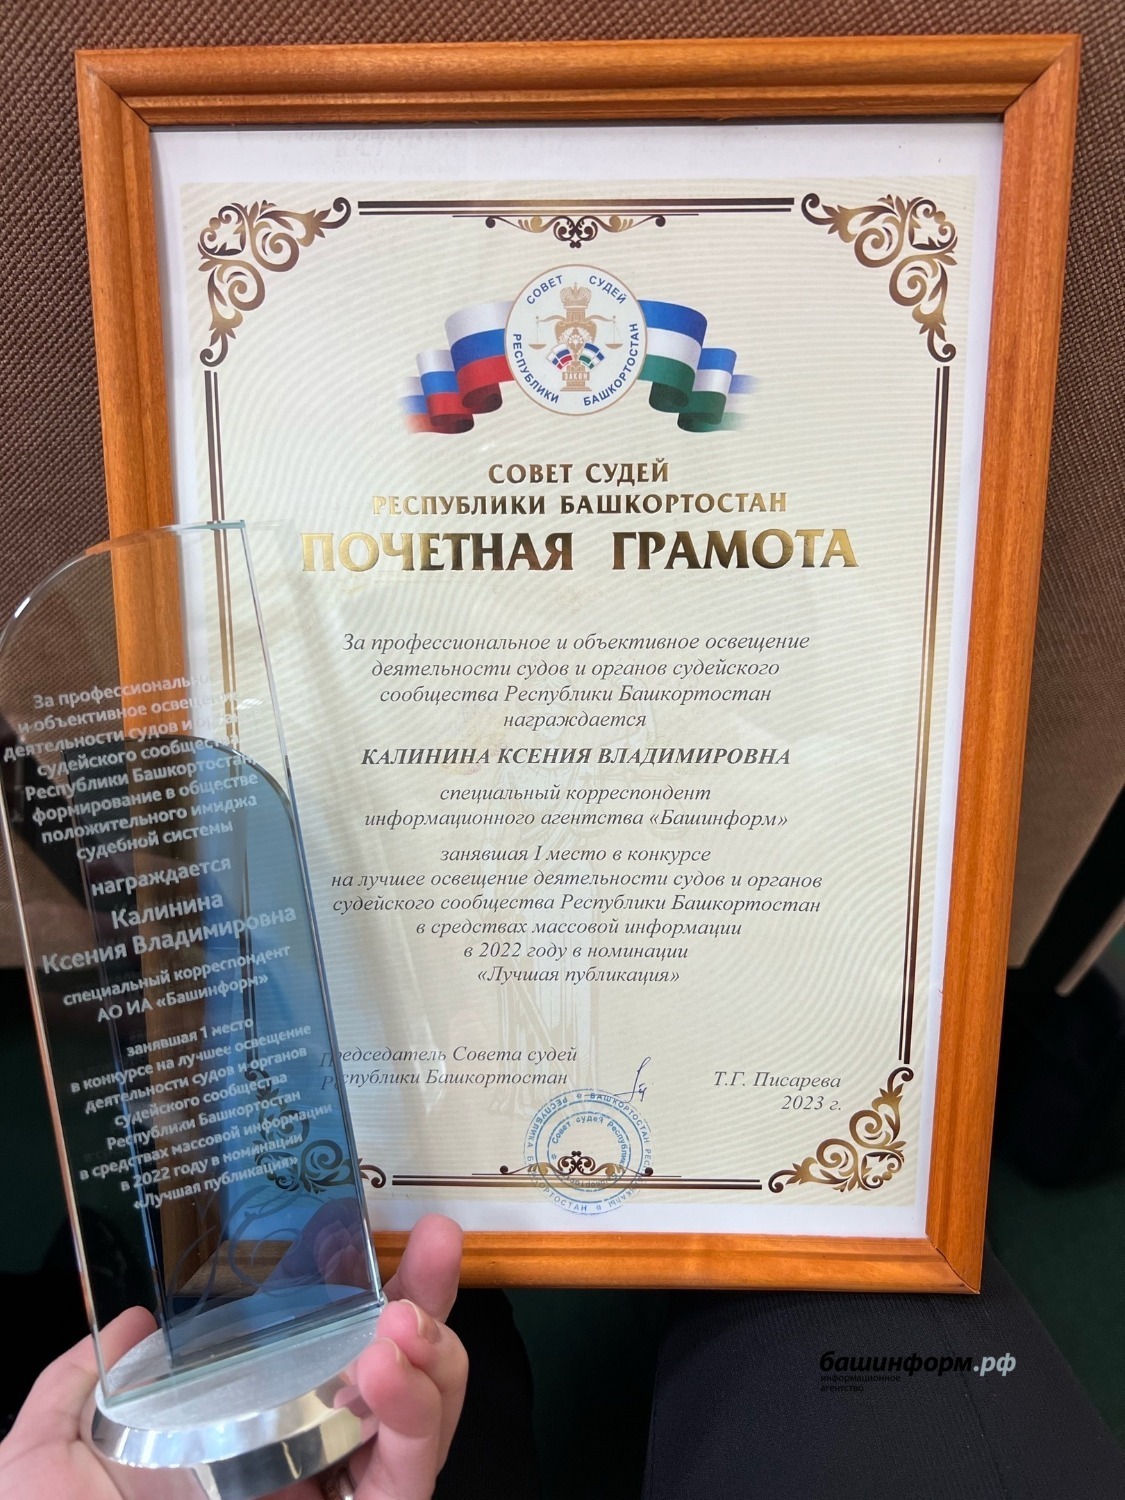 СОВЕТ СУДЕЙ
РЕСПУБЛИКИ БАШКОРТОСТАН
ЗАКОН
СОВЕТ СУДЕЙ
РЕСПУБЛИКИ БАШКОРТОСТАН
ПОЧЕТНАЯ ГРАМОТА
За профессиональное и объективное освещение
деятельности судов и органов судейского
сообщества Республики Башкортостан
награждается
КАЛИНИНА КСЕНИЯ ВЛАДИМИРОВНА
специальный корреспондент
информационного агентства «Башинформ»
занявшая I место в конкурсе
на лучшее освещение деятельности судов и органов
судейского сообщества Республики Башкортостан
в средствах массовой информации
в 2022 году в номинации
«Лучшая публикация»
Председатель Совета судей
Республики Башкортостан
Т.Г. Писарева
2023 г.
За профессиональное
и объективное освещение
деятельности судов и органов
судейского сообщества
Республики Башкортостан,
формирование в обществе
положительного имиджа
судебной системы
награждается
Калинина
Ксения Владимировна
специальный корреспондент
АО ИА «Башинформ»
занявшая 1 место
в конкурсе на лучшее освещение
деятельности судов и органов
судейского сообщества
Республики Башкортостан
в средствах массовой информации
в 2022 году в номинации
«Лучшая публикация»
башинформ.рф
информационное
агентство